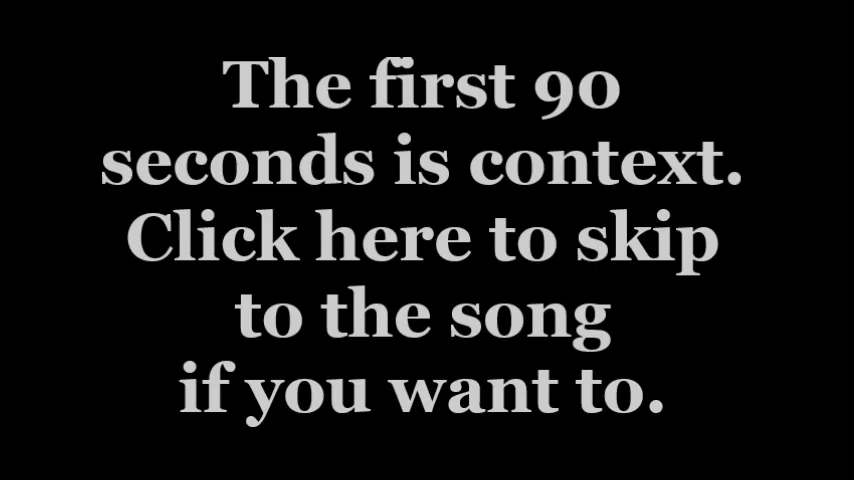 The first 90
seconds is context.
Click here to skip
to the song
if you want to.